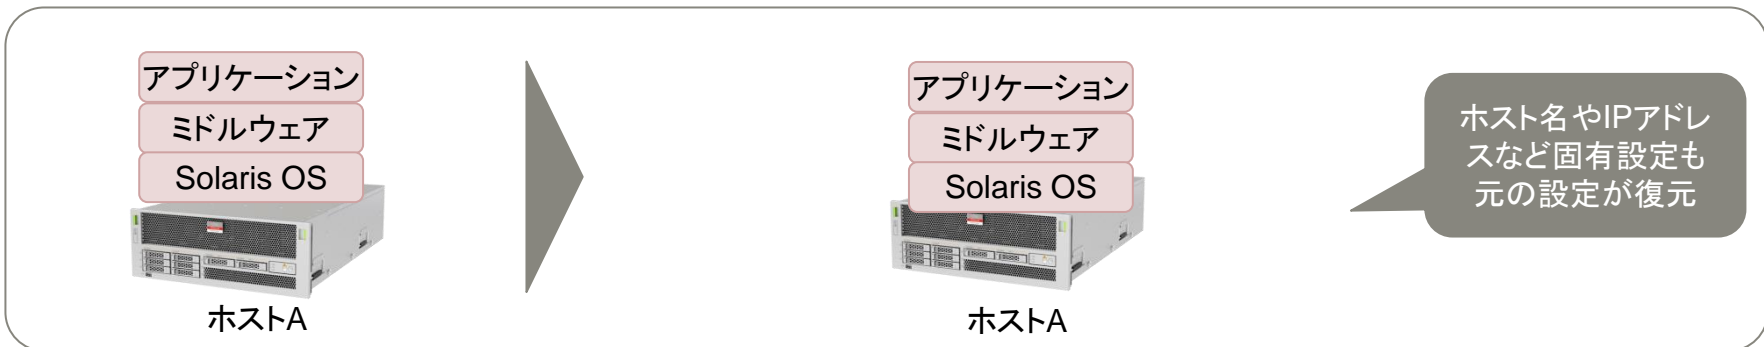 アプリケーション
ミドルウェア
Solaris OS
ホストA
アプリケーション
ミドルウェア
Solaris OS
ホストA
ホスト名やIPアドレ
スなど固有設定も
元の設定が復元